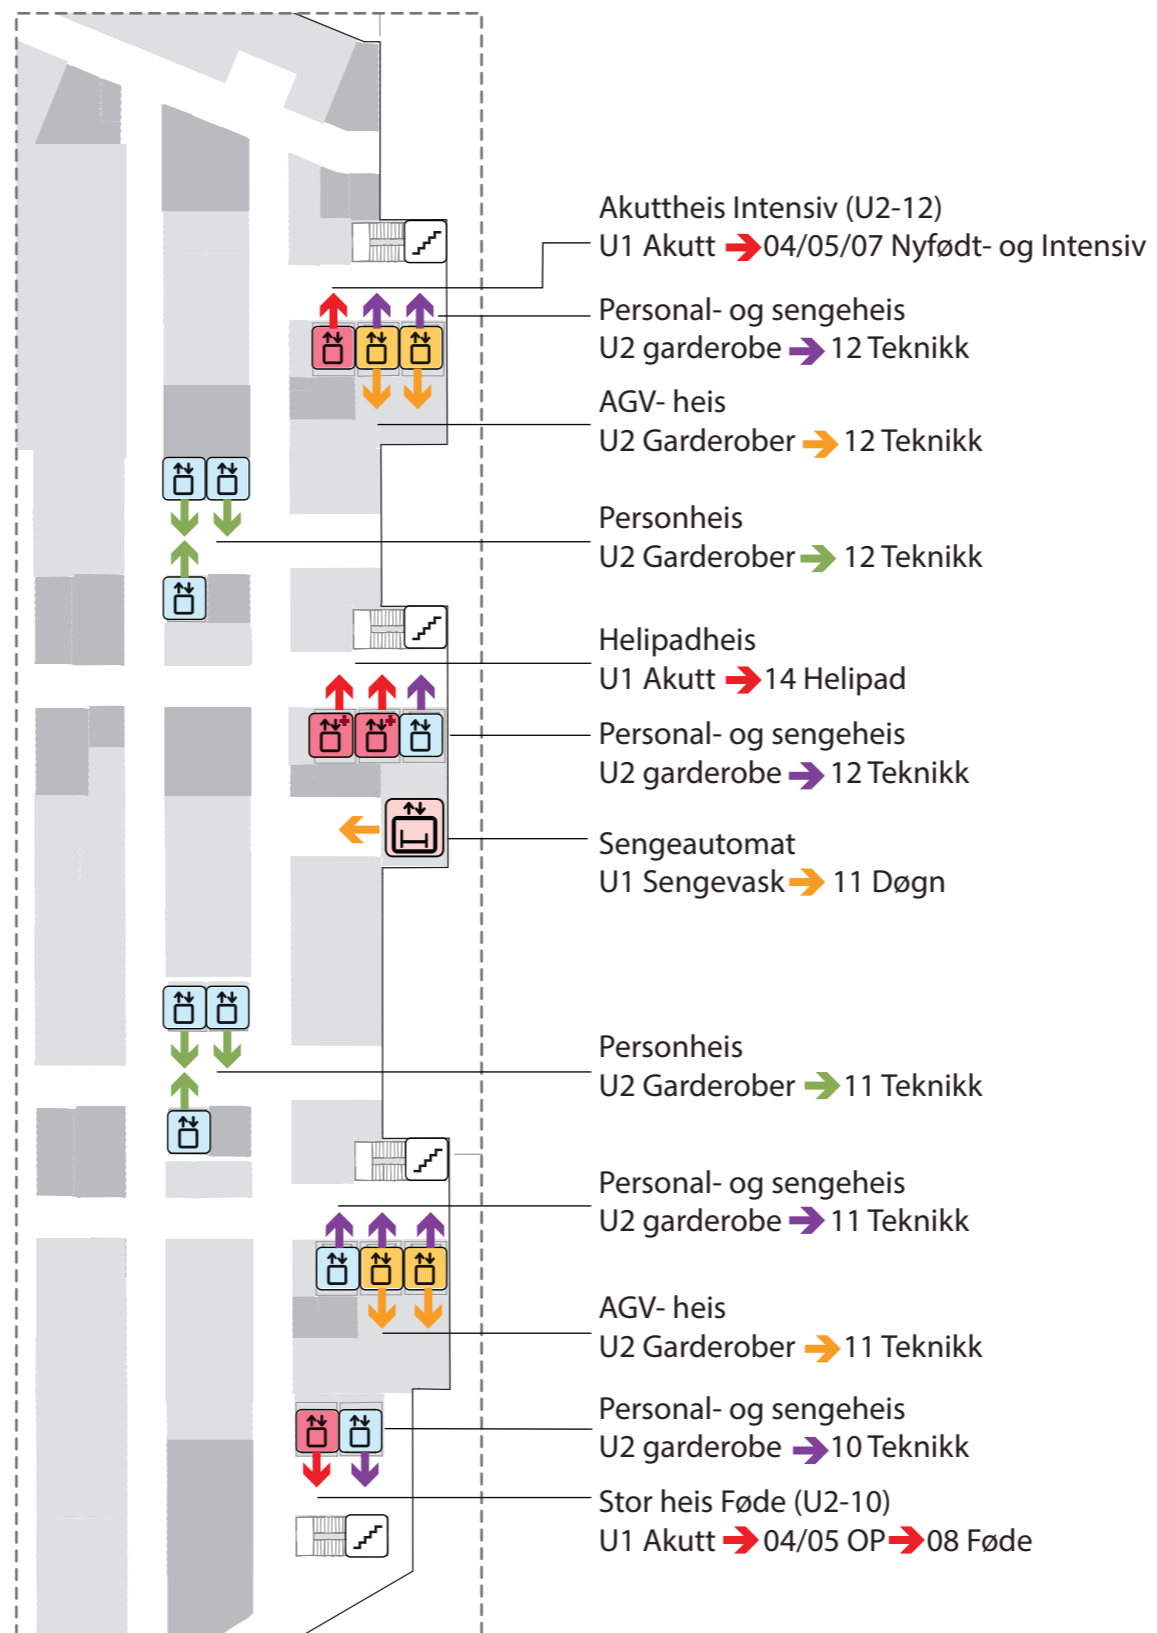 Akuttheis Intensiv (U2-12)
U1 Akutt ➔ 04/05/07 Nyfødt- og Intensiv
Personal- og sengeheis
U2 garderobe ➔ 12 Teknikk
AGV- heis
U2 Garderober ➔ 12 Teknikk
Personheis
U2 Garderober ➔ 12 Teknikk
Helipadheis
U1 Akutt ➔ 14 Helipad
Personal- og sengeheis
U2 garderobe ➔ 12 Teknikk
Sengeautomat
U1 Sengevask ➔ 11 Døgn
Personheis
U2 Garderober ➔ 11 Teknikk
Personal- og sengeheis
U2 garderobe ➔ 11 Teknikk
AGV- heis
U2 Garderober ➔ 11 Teknikk
Personal- og sengeheis
U2 garderobe ➔ 10 Teknikk
Stor heis Føde (U2-10)
U1 Akutt ➔ 04/05 OP ➔ 08 Føde